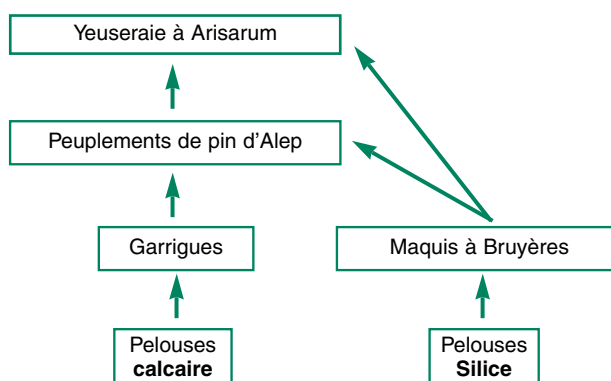 Yeuseraie à Arisarum
Peuplements de pin d'Alep
Garrigues
Maquis à Bruyères
Pelouses
calcaire
Pelouses
Silice